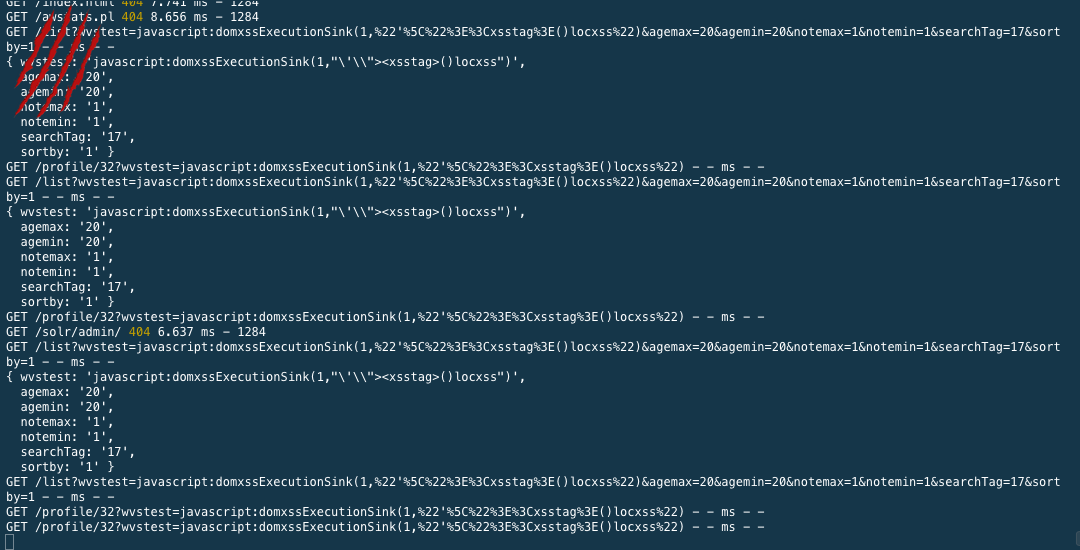 GET /index.html 404 7.741 ms - 1284
GET /awstats.pl 404 8.656 ms - 1284
GET /list?wvstest=javascript:domxssExecutionSink(1,%22'%5C%22%3E%3Cxsstag%3E()locxss%22)&agemax=20&agemin=20&notemax=1&notemin=1&searchTag=17&sort
by=1 - - ms - -
{ wvstest: 'javascript:domxssExecutionSink(1,"\'\\"><xsstag>()locxss")',
  agemax: '20',
  agemin: '20',
  notemax: '1',
  notemin: '1',
  searchTag: '17',
  sortby: '1' }
GET /profile/32?wvstest=javascript:domxssExecutionSink(1,%22'%5C%22%3E%3Cxsstag%3E()locxss%22) - - ms - -
GET /list?wvstest=javascript:domxssExecutionSink(1,%22'%5C%22%3E%3Cxsstag%3E()locxss%22)&agemax=20&agemin=20&notemax=1&notemin=1&searchTag=17&sort
by=1 - - ms - -
{ wvstest: 'javascript:domxssExecutionSink(1,"\'\\"><xsstag>()locxss")',
  agemax: '20',
  agemin: '20',
  notemax: '1',
  notemin: '1',
  searchTag: '17',
  sortby: '1' }
GET /profile/32?wvstest=javascript:domxssExecutionSink(1,%22'%5C%22%3E%3Cxsstag%3E()locxss%22) - - ms - -
GET /solr/admin/ 404 6.637 ms - 1284
GET /list?wvstest=javascript:domxssExecutionSink(1,%22'%5C%22%3E%3Cxsstag%3E()locxss%22)&agemax=20&agemin=20&notemax=1&notemin=1&searchTag=17&sort
by=1 - - ms - -
{ wvstest: 'javascript:domxssExecutionSink(1,"\'\\"><xsstag>()locxss")',
  agemax: '20',
  agemin: '20',
  notemax: '1',
  notemin: '1',
  searchTag: '17',
  sortby: '1' }
GET /list?wvstest=javascript:domxssExecutionSink(1,%22'%5C%22%3E%3Cxsstag%3E()locxss%22)&agemax=20&agemin=20&notemax=1&notemin=1&searchTag=17&sort
by=1 - - ms - -
GET /profile/32?wvstest=javascript:domxssExecutionSink(1,%22'%5C%22%3E%3Cxsstag%3E()locxss%22) - - ms - -
GET /profile/32?wvstest=javascript:domxssExecutionSink(1,%22'%5C%22%3E%3Cxsstag%3E()locxss%22) - - ms - -